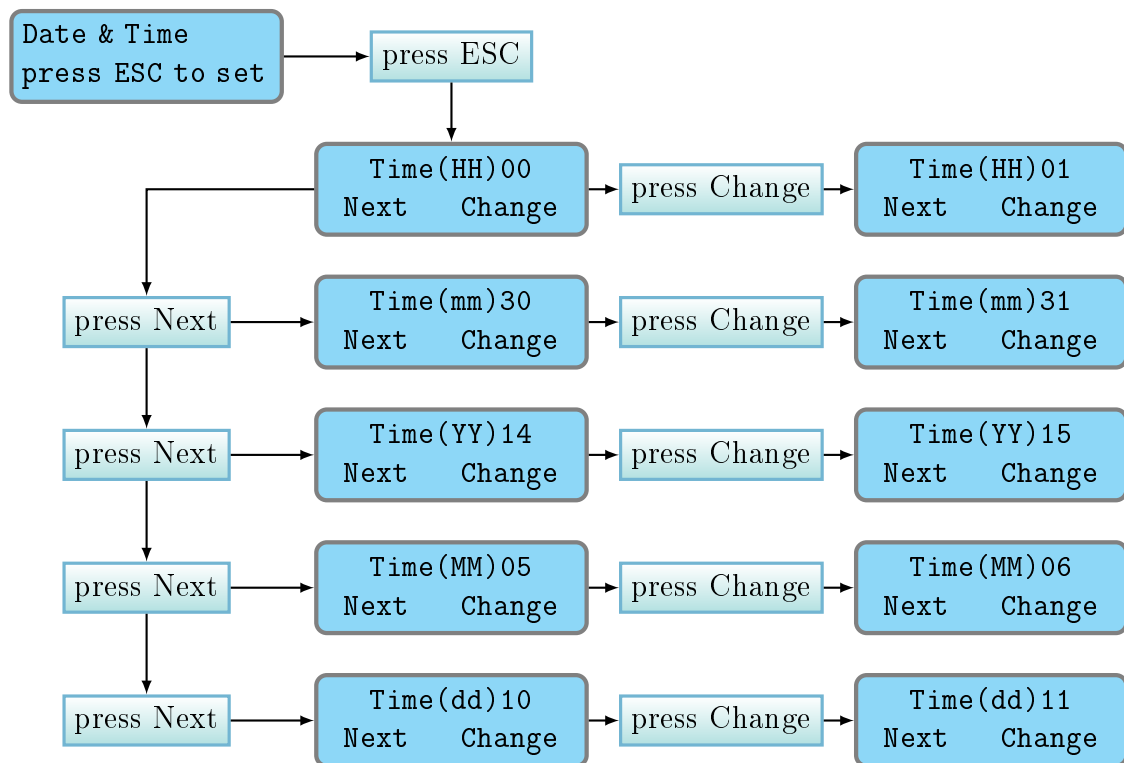 Date & Time
press ESC to set
press ESC
Time(HH)00
Next Change
press Change
Time(HH)01
Next Change
press Next
Time(mm)30
Next Change
press Change
Time(mm)31
Next Change
press Next
Time(YY)14
Next Change
press Change
Time(YY)15
Next Change
press Next
Time(MM)05
Next Change
press Change
Time(MM)06
Next Change
press Next
Time(dd)10
Next Change
press Change
Time(dd)11
Next Change